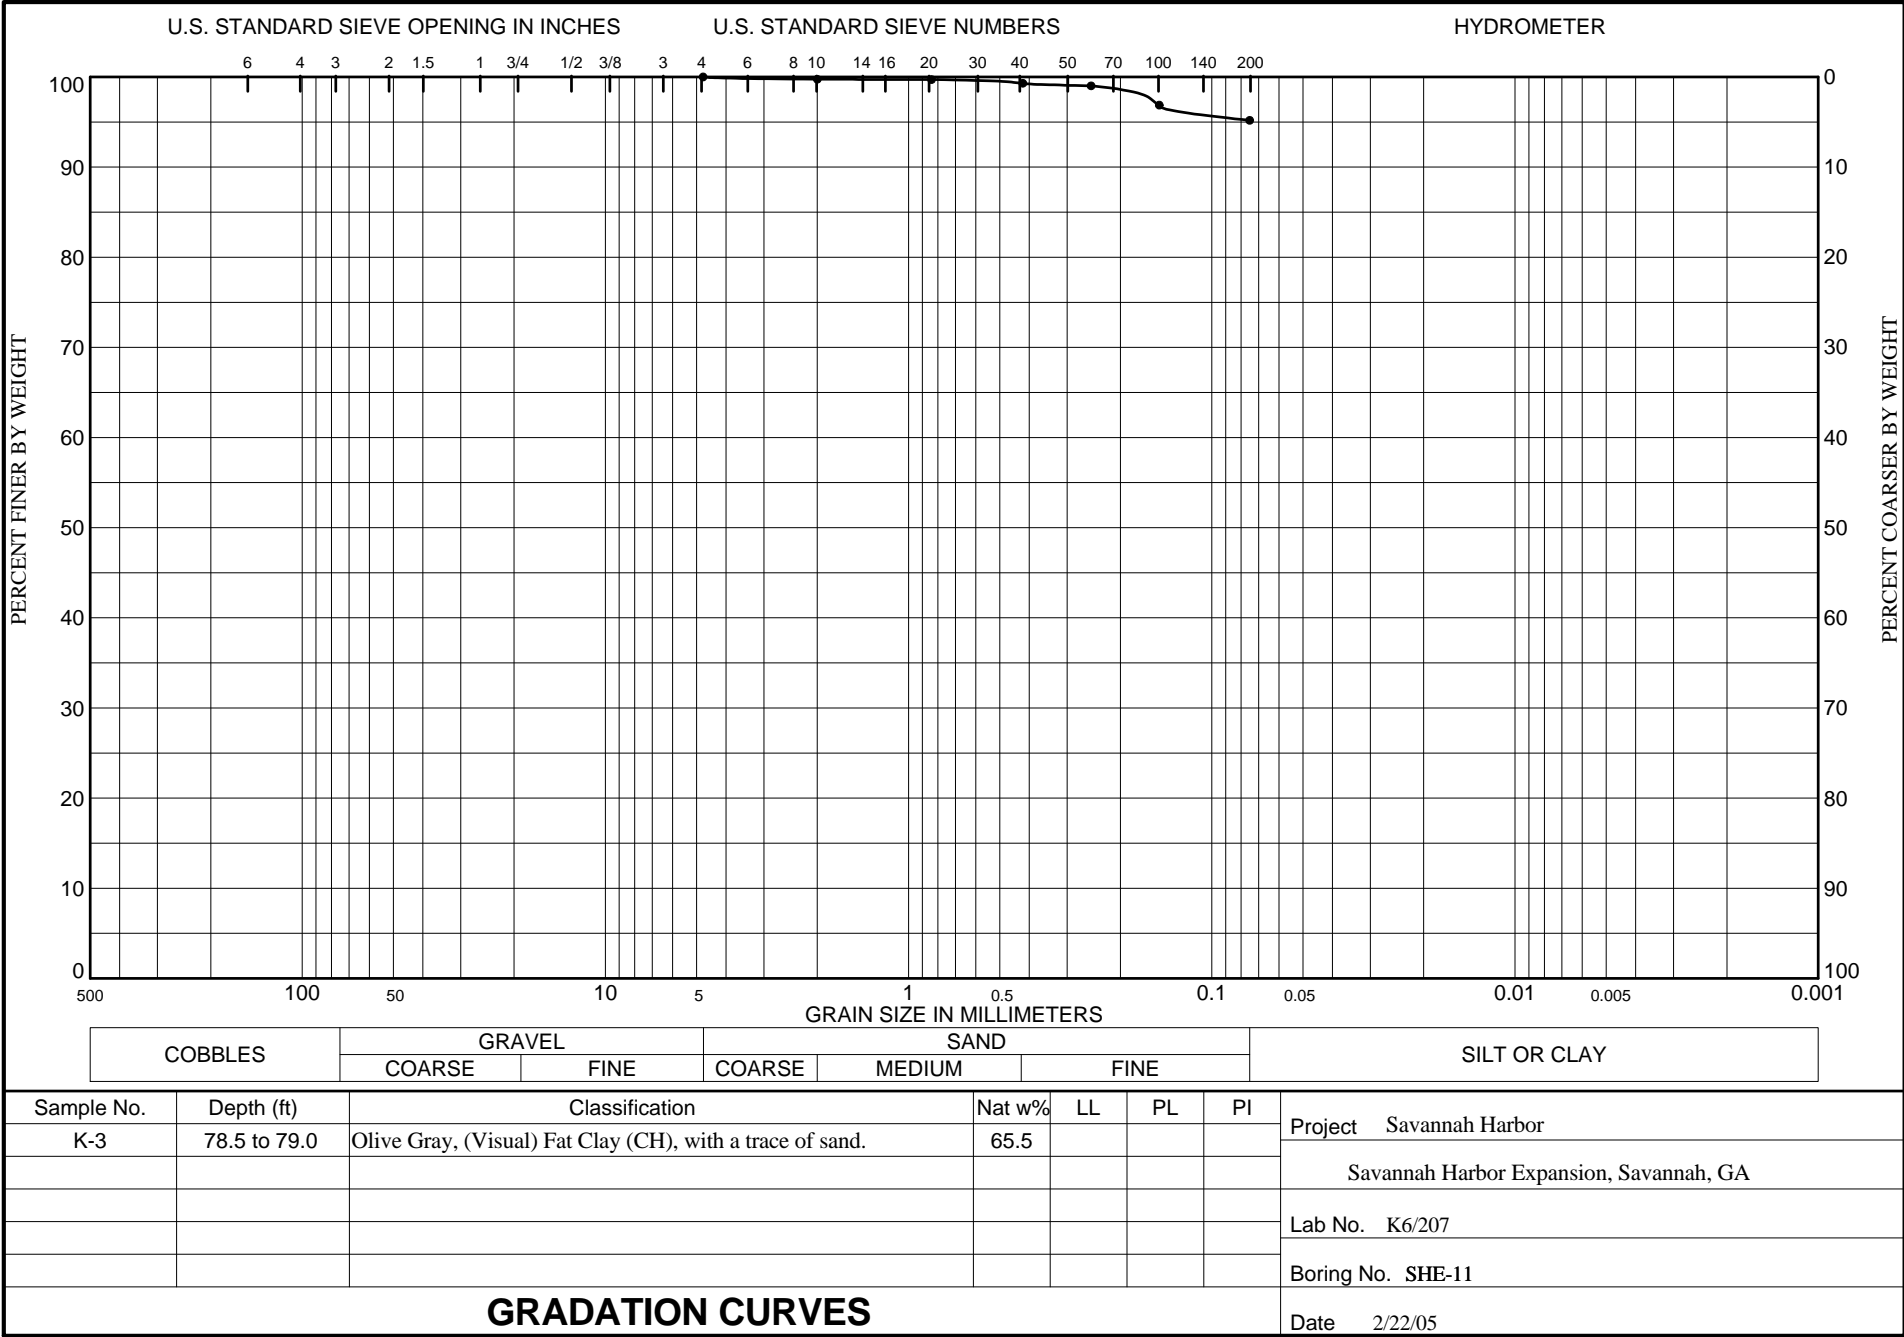 U.S. STANDARD SIEVE OPENING IN INCHES U.S. STANDARD SIEVE NUMBERS HYDROMETER
6 4 3 2 1.5 1 3/4 1/2 3/8 3 4 6 8 10 14 16 20 30 40 50 70 100 140 200
100 0
90 10
80 20
70 30
60 40
50 50
40 60
30 70
20 80
10 90
0 100
PERCENT FINER BY WEIGHT
PERCENT COARSER BY WEIGHT
500 100 50 10 5 1 0.5 0.1 0.05 0.01 0.005 0.001
GRAIN SIZE IN MILLIMETERS
COBBLES GRAVEL SAND SILT OR CLAY
COARSE FINE COARSE MEDIUM FINE
Sample No. Depth (ft) Classification Nat w% LL PL PI
K-3 78.5 to 79.0 Olive Gray, (Visual) Fat Clay (CH), with a trace of sand. 65.5
Project Savannah Harbor
Savannah Harbor Expansion, Savannah, GA
Lab No. K6/207
Boring No. SHE-11
GRADATION CURVES
Date 2/22/05